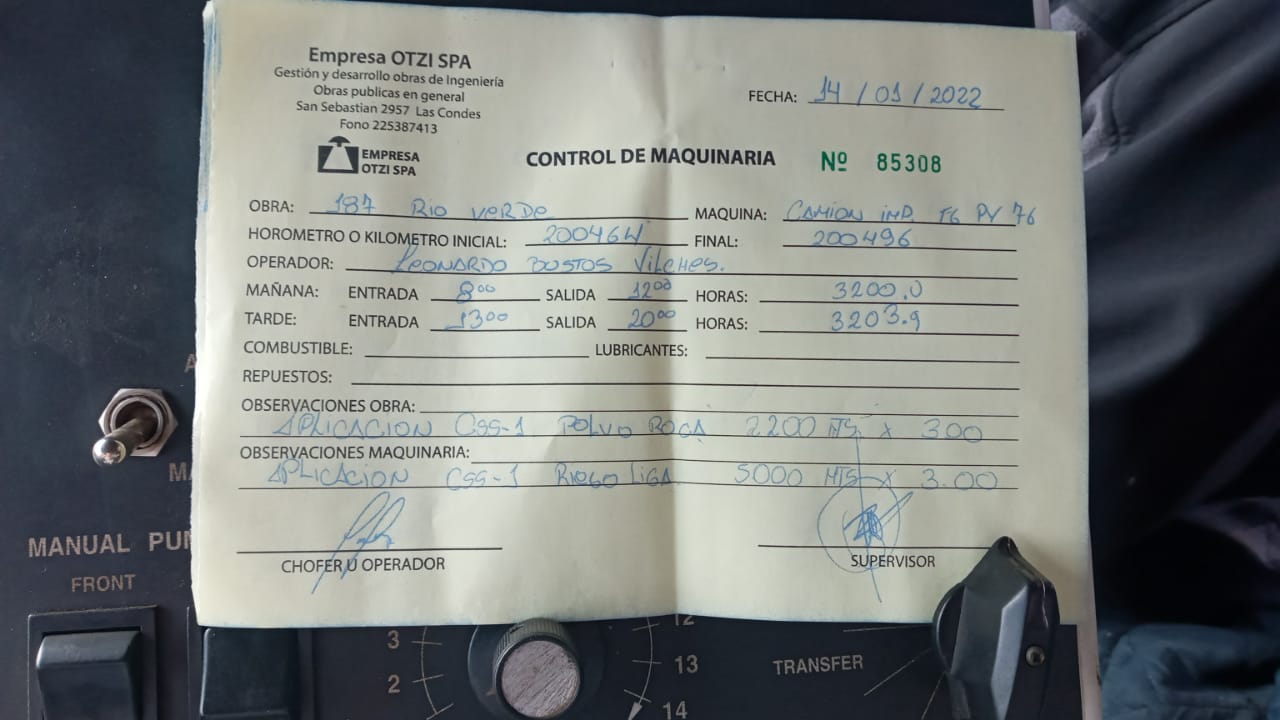 Empresa OTZI SPA
Gestión y desarrollo obras de Ingeniería
Obras publicas en general
San Sebastian 2957 Las Condes
Fono 225387413
FECHA: 14 / 01 / 2022
EMPRESA
OTZI SPA
CONTROL DE MAQUINARIA Nº 85308
OBRA: 187 Rio Verde MAQUINA: CAMION imp. FG PV 76
HOROMETRO O KILOMETRO INICIAL: 200464 FINAL: 200496
OPERADOR: LEONARDO BUSTOS Vilches.
MAÑANA: ENTRADA 8:00 SALIDA 12:00 HORAS: 3200.0
TARDE: ENTRADA 13:00 SALIDA 20:00 HORAS: 3203.9
COMBUSTIBLE: LUBRICANTES:
REPUESTOS:
OBSERVACIONES OBRA:
APLICACION CSS-1 POLVO ROCA 2.200 MTS x 300
OBSERVACIONES MAQUINARIA:
APLICACION CSS-1 RIEGO LIGA 5000 MTS x 3.00
CHOFER U OPERADOR SUPERVISOR
MANUAL
FRONT
3
2
12
13
14
TRANSFER